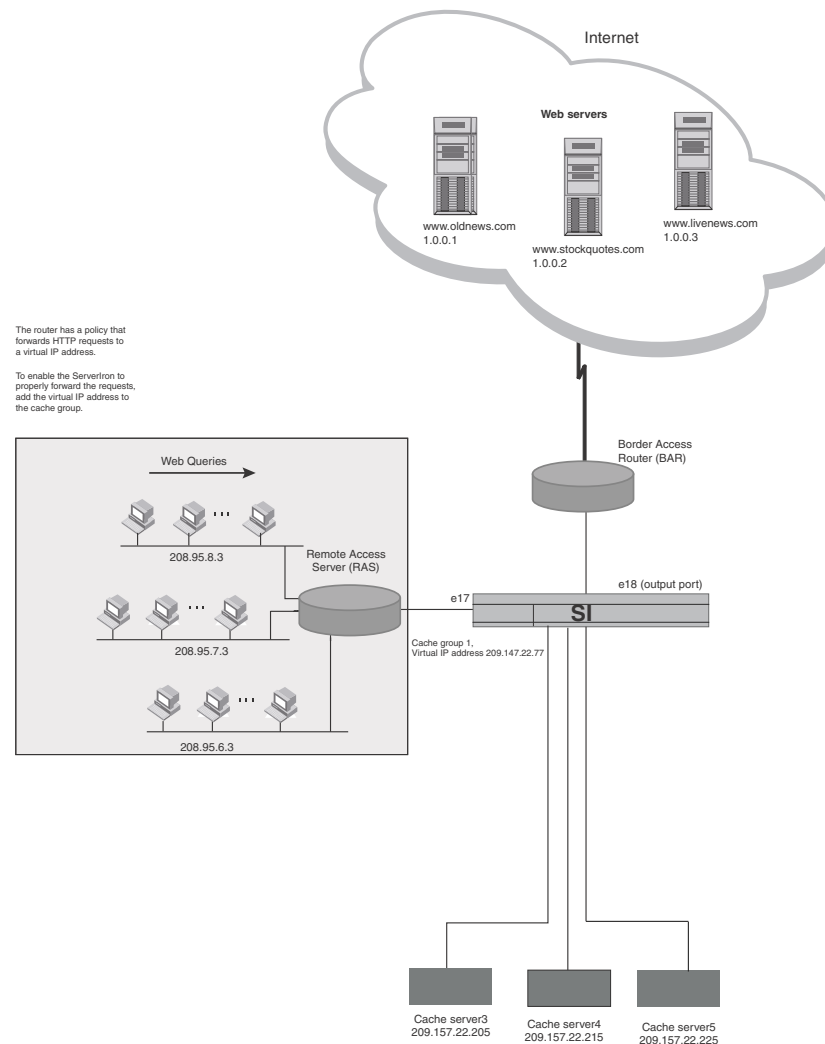 Internet
Web servers
www.oldnews.com
1.0.0.1
www.stockquotes.com
1.0.0.2
www.livenews.com
1.0.0.3
The router has a policy that
forwards HTTP requests to
a virtual IP address.
To enable the ServerIron to
properly forward the requests,
add the virtual IP address to
the cache group.
Border Access
Router (BAR)
Web Queries
208.95.8.3
Remote Access
Server (RAS)
e17
e18 (output port)
SI
208.95.7.3
Cache group 1,
Virtual IP address 209.147.22.77
208.95.6.3
Cache server3
209.157.22.205
Cache server4
209.157.22.215
Cache server5
209.157.22.225